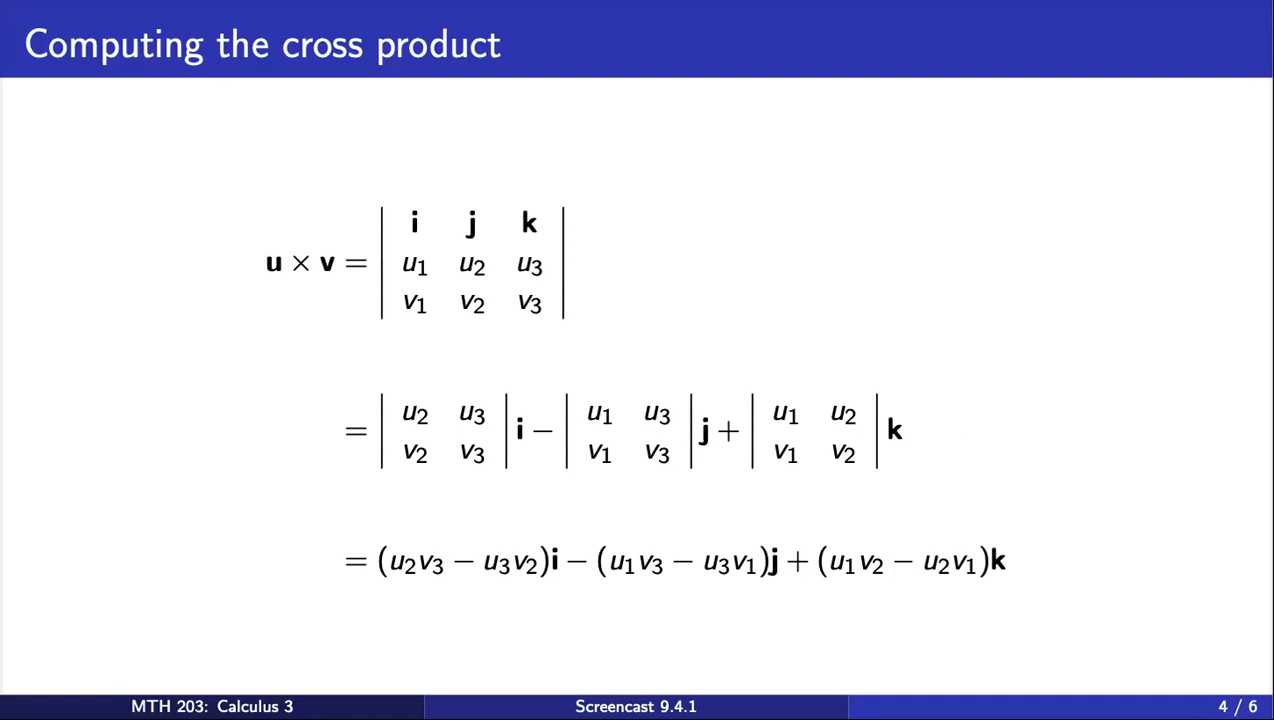 Computing the cross product
i j k
u × v = | u₁ u₂ u₃ |
v₁ v₂ v₃
= | u₂ u₃ | i − | u₁ u₃ | j + | u₁ u₂ | k
v₂ v₃ v₁ v₃ v₁ v₂
= (u₂v₃ − u₃v₂)i − (u₁v₃ − u₃v₁)j + (u₁v₂ − u₂v₁)k
MTH 203: Calculus 3 Screencast 9.4.1 4 / 6